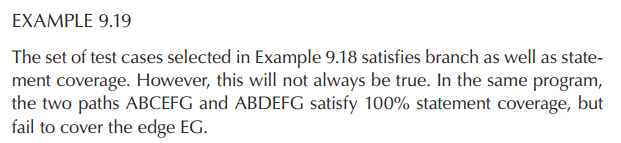 EXAMPLE 9.19
The set of test cases selected in Example 9.18 satisfies branch as well as state-
ment coverage. However, this will not always be true. In the same program,
the two paths ABCEFG and ABDEFG satisfy 100% statement coverage, but
fail to cover the edge EG.